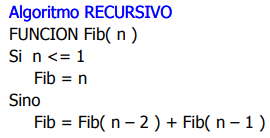 Algoritmo RECURSIVO
FUNCION Fib( n )
Si n <= 1
Fib = n
Sino
Fib = Fib( n – 2 ) + Fib( n – 1 )